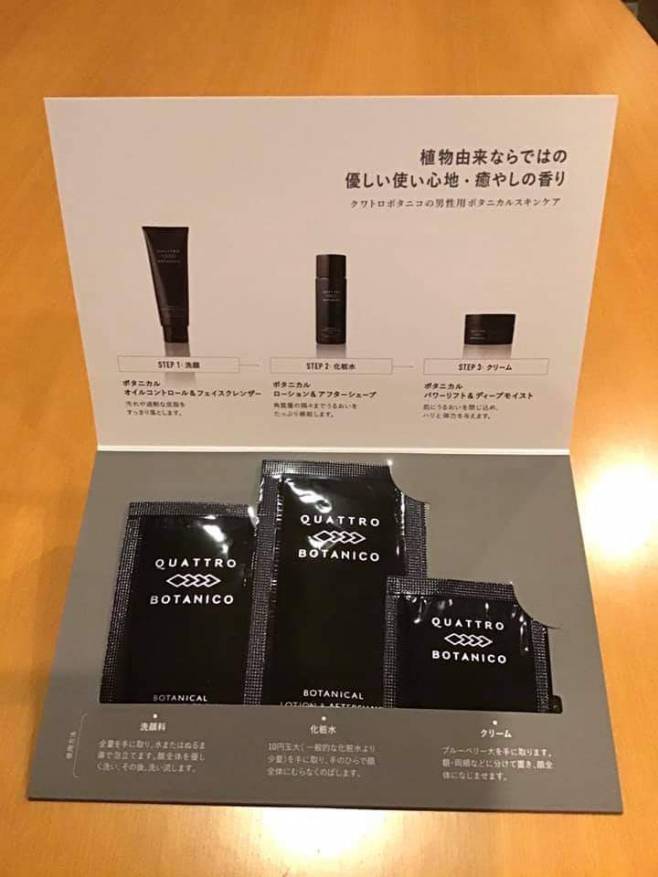 植物由来ならではの
優しい使い心地・癒やしの香り
クワトロボタニコの男性用ボタニカルスキンケア
QUATTRO
BOTANICO
QUATTRO
BOTANICO
QUATTRO
BOTANICO
STEP 1・洗顔
STEP 2・化粧水
STEP 3・クリーム
ボタニカル
オイルコントロール＆フェイスクレンザー
汚れや過剰な皮脂を
すっきり落とします。
ボタニカル
ローション＆アフターシェーブ
角質層の隅々までうるおいを
たっぷり補給します。
ボタニカル
パワーリフト＆ディープモイスト
肌にうるおいを閉じ込め、
ハリと弾力を与えます。
QUATTRO
BOTANICO
BOTANICAL
QUATTRO
BOTANICO
BOTANICAL
LOTION & AFTERSHAVE
QUATTRO
BOTANICO
使用方法
洗顔料
全量を手に取り、水またはぬるま
湯で泡立てます。顔全体を優し
く洗い、その後、洗い流します。
化粧水
10円玉大(一般的な化粧水より
少量)を手に取り、手のひらで顔
全体にむらなくのばします。
クリーム
ブルーベリー大を手に取ります。
額・両頬などに分けて置き、顔全
体になじませます。